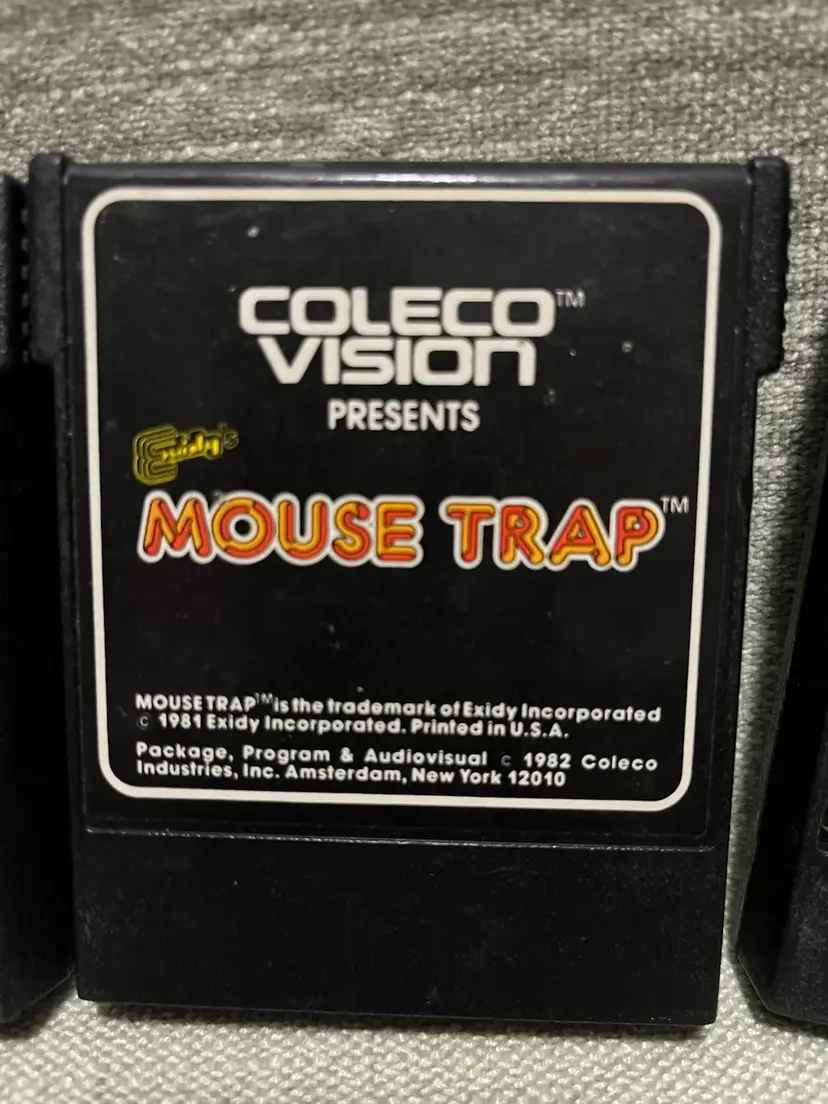 COLECO™
VISION
PRESENTS
Exidy's
MOUSE TRAP™
MOUSE TRAP™ is the trademark of Exidy Incorporated
© 1981 Exidy Incorporated. Printed in U.S.A.
Package, Program & Audiovisual © 1982 Coleco
Industries, Inc. Amsterdam, New York 12010